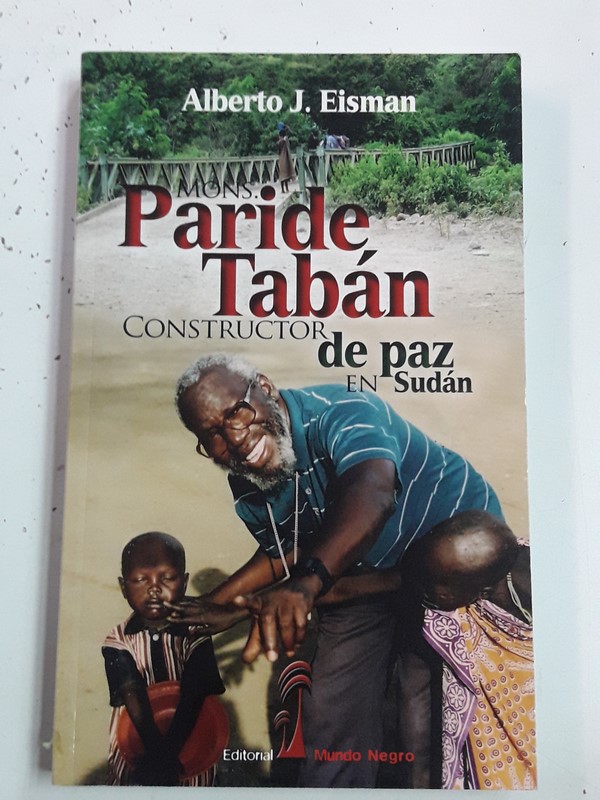 Alberto J. Eisman
MONS.
Paride
Tabán
CONSTRUCTOR
de paz
EN Sudán
Editorial Mundo Negro